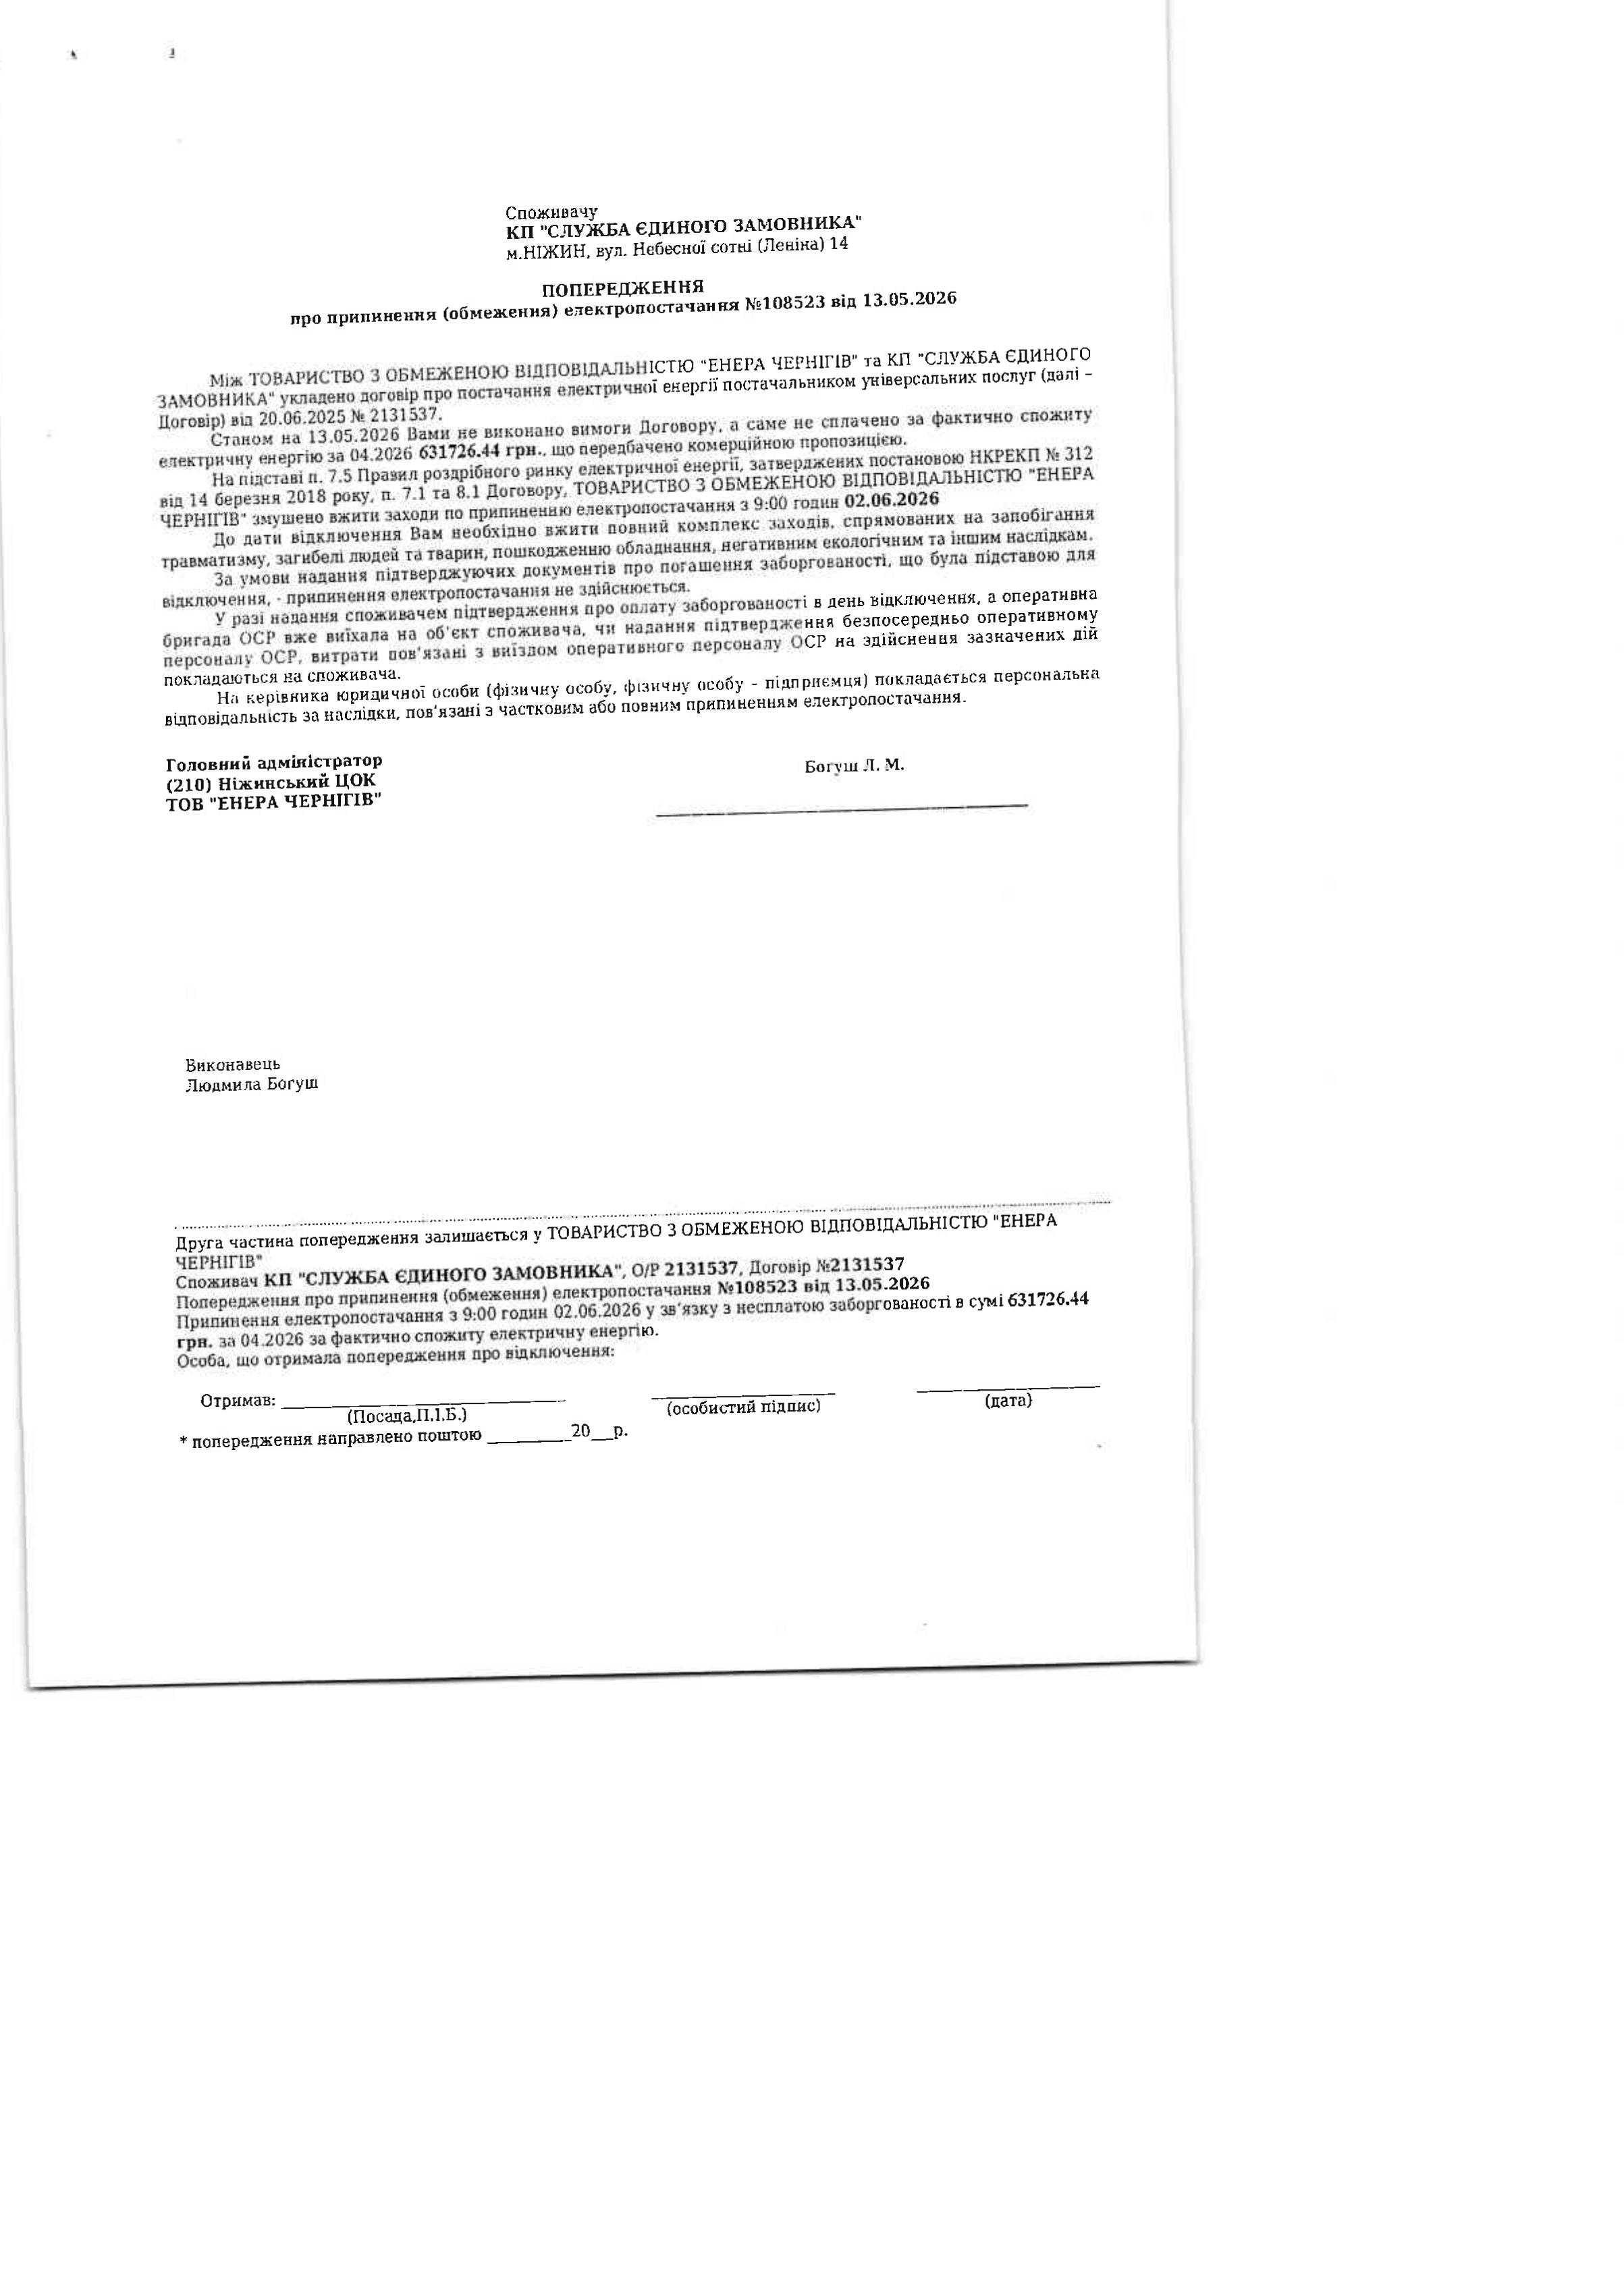 Споживачу
КП "СЛУЖБА ЄДИНОГО ЗАМОВНИКА"
м.НІЖИН, вул. Небесної сотні (Леніна) 14
ПОПЕРЕДЖЕННЯ
про припинення (обмеження) електропостачання №108523 від 13.05.2026
Між ТОВАРИСТВО З ОБМЕЖЕНОЮ ВІДПОВІДАЛЬНІСТЮ "ЕНЕРА ЧЕРНІГІВ" та КП "СЛУЖБА ЄДИНОГО
ЗАМОВНИКА" укладено договір про постачання електричної енергії постачальником універсальних послуг (далі –
Договір) від 20.06.2025 № 2131537.
Станом на 13.05.2026 Вами не виконано вимоги Договору, а саме не сплачено за фактично спожиту
електричну енергію за 04.2026 631726.44 грн., що передбачено комерційною пропозицією.
На підставі п. 7.5 Правил роздрібного ринку електричної енергії, затверджених постановою НКРЕКП № 312
від 14 березня 2018 року, п. 7.1 та 8.1 Договору, ТОВАРИСТВО З ОБМЕЖЕНОЮ ВІДПОВІДАЛЬНІСТЮ "ЕНЕРА
ЧЕРНІГІВ" змушено вжити заходи по припиненню електропостачання з 9:00 годин 02.06.2026
До дати відключення Вам необхідно вжити повний комплекс заходів, спрямованих на запобігання
травматизму, загибелі людей та тварин, пошкодженню обладнання, негативним екологічним та іншим наслідкам.
За умови надання підтверджуючих документів про погашення заборгованості, що була підставою для
відключення, - припинення електропостачання не здійснюється.
У разі надання споживачем підтвердження про оплату заборгованості в день відключення, а оперативна
бригада ОСР вже виїхала на об'єкт споживача, чи надання підтвердження безпосередньо оперативному
персоналу ОСР, витрати пов'язані з виїздом оперативного персоналу ОСР на здійснення зазначених дій
покладаються на споживача.
На керівника юридичної особи (фізичну особу, фізичну особу - підприємця) покладається персональна
відповідальність за наслідки, пов'язані з частковим або повним припиненням електропостачання.
Головний адміністратор
(210) Ніжинський ЦОК
ТОВ "ЕНЕРА ЧЕРНІГІВ"
Богуш Л. М.
Виконавець
Людмила Богуш
Друга частина попередження залишається у ТОВАРИСТВО З ОБМЕЖЕНОЮ ВІДПОВІДАЛЬНІСТЮ "ЕНЕРА
ЧЕРНІГІВ"
Споживач КП "СЛУЖБА ЄДИНОГО ЗАМОВНИКА", О/Р 2131537, Договір №2131537
Попередження про припинення (обмеження) електропостачання №108523 від 13.05.2026
Припинення електропостачання з 9:00 годин 02.06.2026 у зв'язку з несплатою заборгованості в сумі 631726.44
грн. за 04.2026 за фактично спожиту електричну енергію.
Особа, що отримала попередження про відключення:
Отримав: ____________ ____________ ____________
(Посада,П.І.Б.) (особистий підпис) (дата)
* попередження направлено поштою _________20__р.